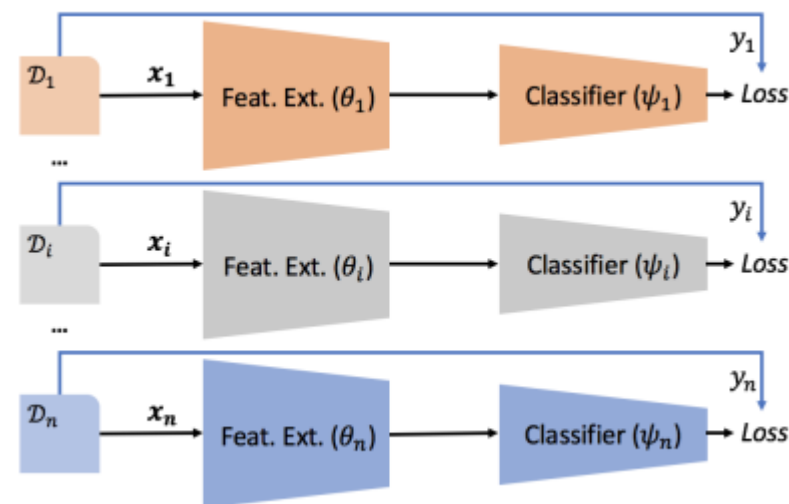 y₁
𝒟₁ x₁ Feat. Ext. (θ₁) Classifier (ψ₁) Loss
...
yᵢ
𝒟ᵢ xᵢ Feat. Ext. (θᵢ) Classifier (ψᵢ) Loss
...
yₙ
𝒟ₙ xₙ Feat. Ext. (θₙ) Classifier (ψₙ) Loss